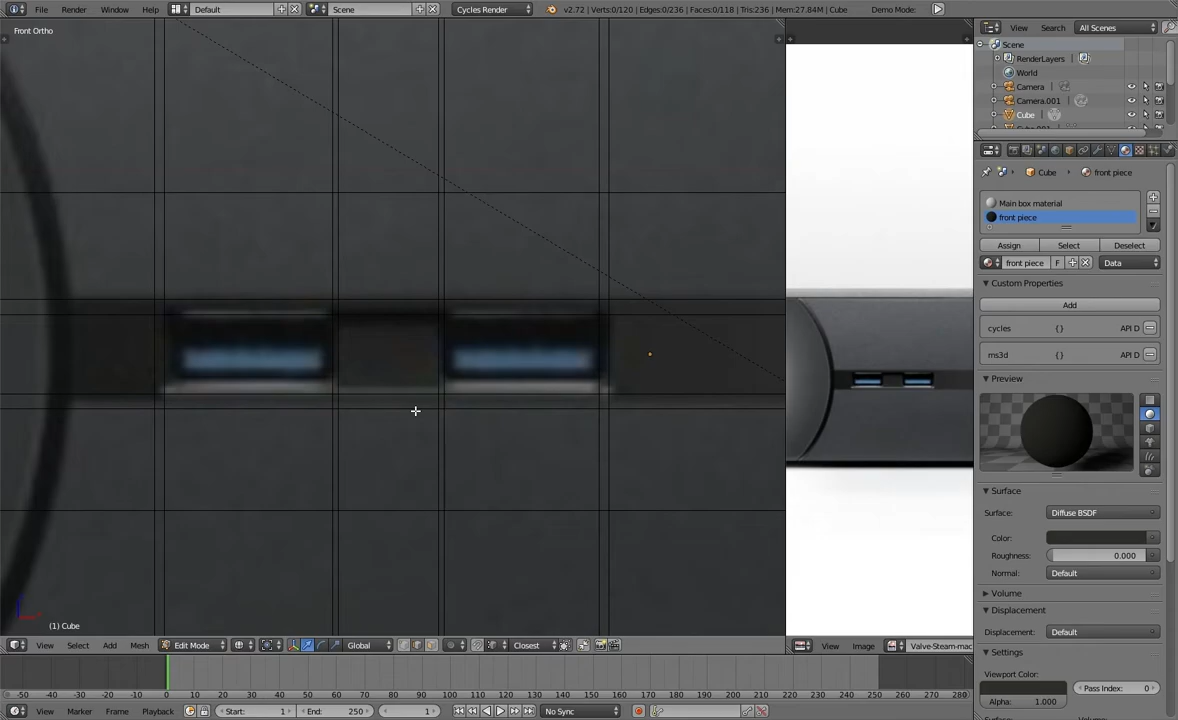 File Render Window Help Default Scene Cycles Render v2.72 | Verts:0/120 | Edges:0/236 | Faces:0/118 | Tris:236 | Mem:27.84M | Cube Demo Mode:
Front Ortho
(1) Cube
View Select Add Mesh Edit Mode Global Closest
View Image Valve-Steam-mac
-50 -40 -30 -20 -10 0 10 20 30 40 50 60 70 80 90 100 110 120 130 140 150 160 170 180 190 200 210 220 230 240 250 260 270 280
View Marker Frame Playback Start: 1 End: 250 1 No Sync
View Search All Scenes
Scene
RenderLayers
World
Camera
Camera.001
Cube
Cube front piece
Main box material
front piece
Assign Select Deselect
front piece F Data
Custom Properties
Add
cycles {} API D
ms3d {} API D
Preview
Surface
Surface: Diffuse BSDF
Color:
Roughness: 0.000
Normal: Default
Volume
Displacement
Displacement: Default
Settings
Viewport Color: Pass Index: 0
Alpha: 1.000